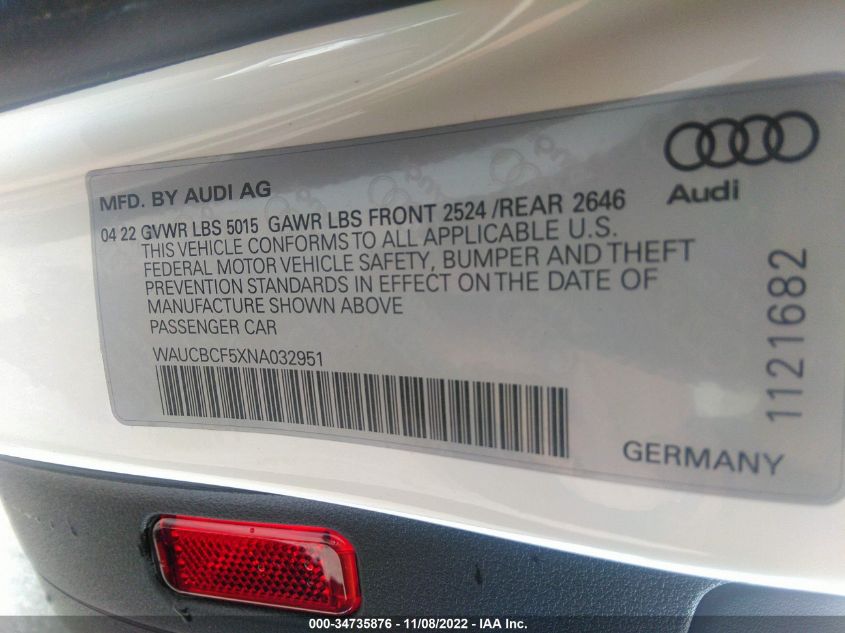 MFD. BY AUDI AG
Audi
04 22 GVWR LBS 5015 GAWR LBS FRONT 2524 /REAR 2646
THIS VEHICLE CONFORMS TO ALL APPLICABLE U.S.
FEDERAL MOTOR VEHICLE SAFETY, BUMPER AND THEFT
PREVENTION STANDARDS IN EFFECT ON THE DATE OF
MANUFACTURE SHOWN ABOVE
PASSENGER CAR
WAUCBCF5XNA032951
1121682
GERMANY
000-34735876 - 11/08/2022 - IAA Inc.